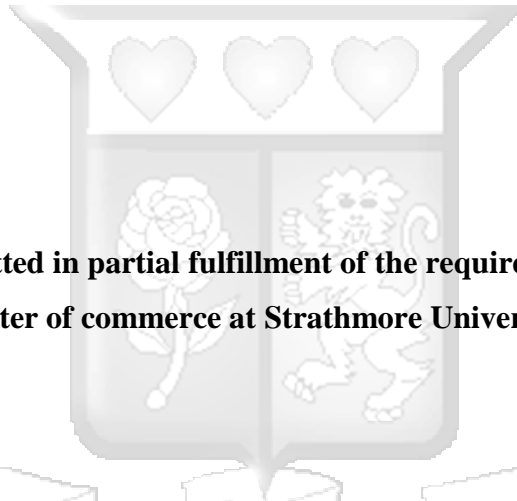 tted in partial fulfillment of the require
ter of commerce at Strathmore Univer